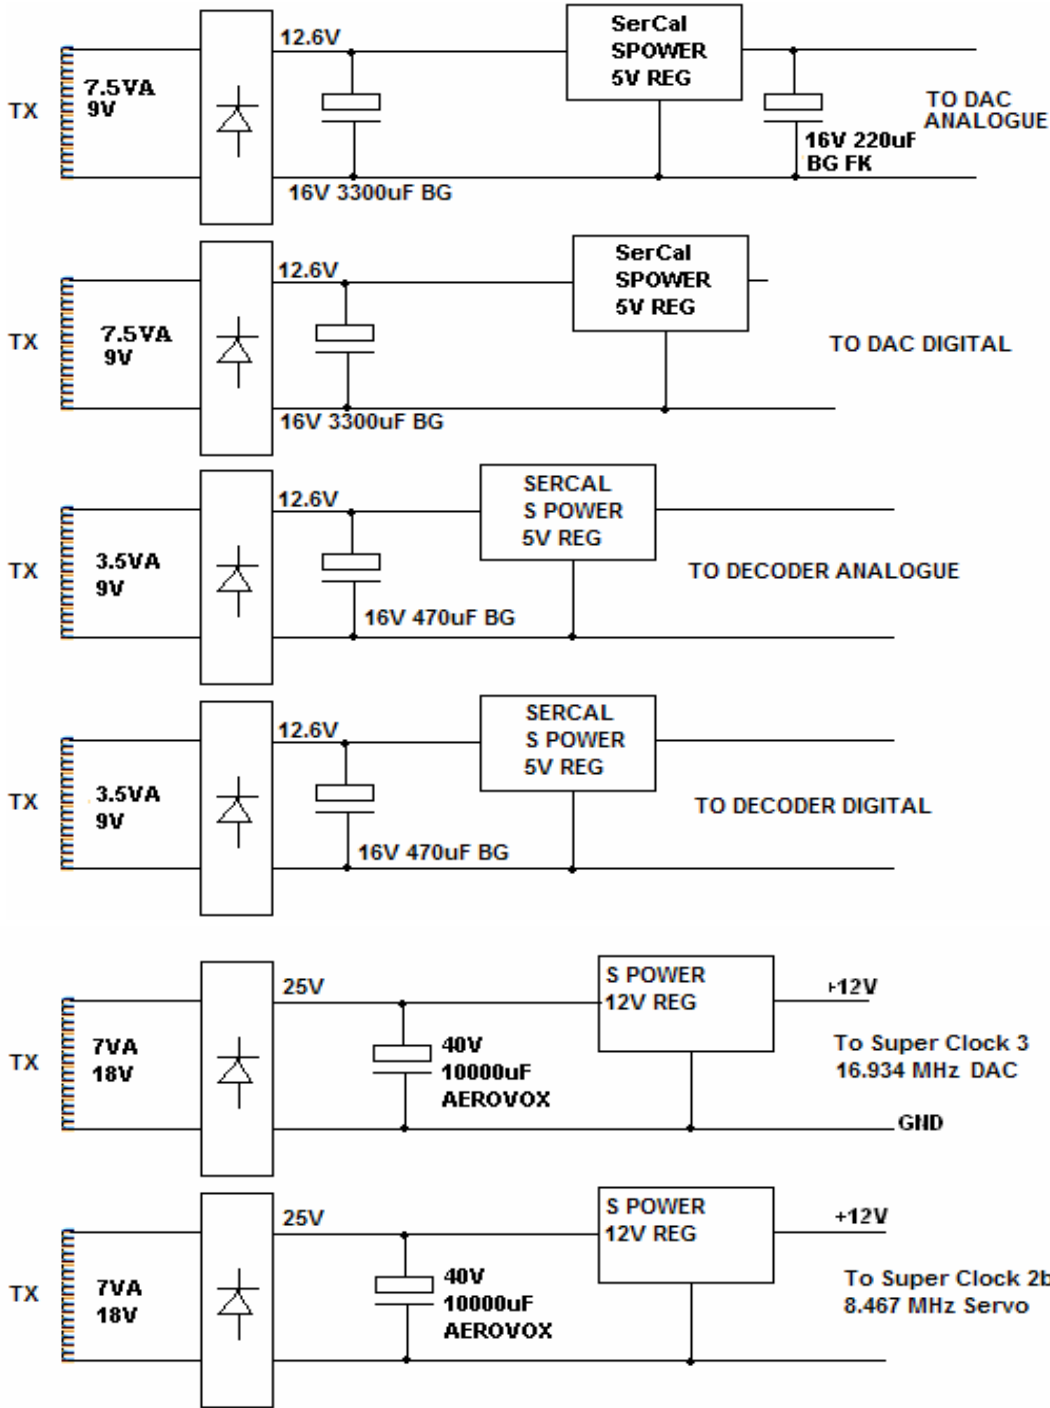 12.6V
SerCal
SPOWER
5V REG
7.5VA
9V
TX
TO DAC
ANALOGUE
16V 220uF
BG FK
16V 3300uF BG
12.6V
SerCal
SPOWER
5V REG
7.5VA
9V
TX
TO DAC DIGITAL
16V 3300uF BG
12.6V
SERCAL
S POWER
5V REG
3.5VA
9V
TX
TO DECODER ANALOGUE
16V 470uF BG
12.6V
SERCAL
S POWER
5V REG
3.5VA
9V
TX
TO DECODER DIGITAL
16V 470uF BG
25V
S POWER
12V REG
+12V
7VA
18V
TX
40V
10000uF
AEROVOX
To Super Clock 3
16.934 MHz DAC
GND
25V
S POWER
12V REG
+12V
7VA
18V
TX
40V
10000uF
AEROVOX
To Super Clock 2b
8.467 MHz Servo